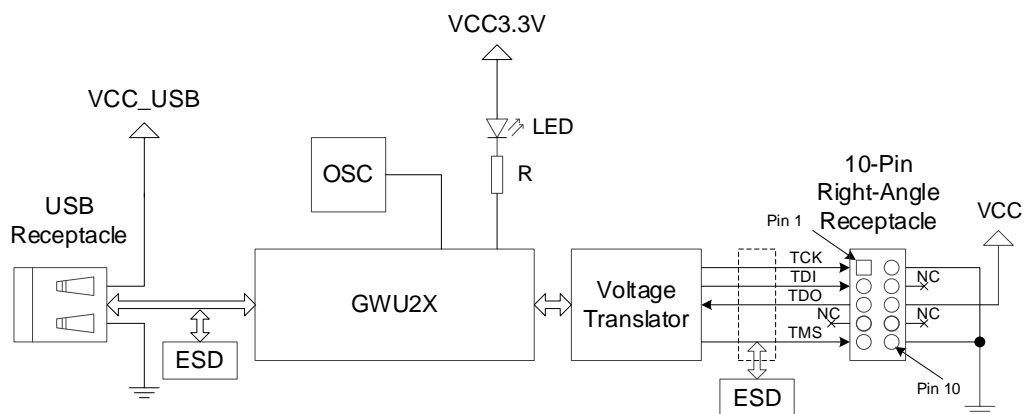 VCC3.3V
VCC_USB
LED
OSC
R
10-Pin
Right-Angle
Receptacle
USB
Receptacle
VCC
Pin 1
GWU2X
Voltage
Translator
TCK
TDI
NC
TDO
NC
NC
TMS
ESD
ESD
Pin 10